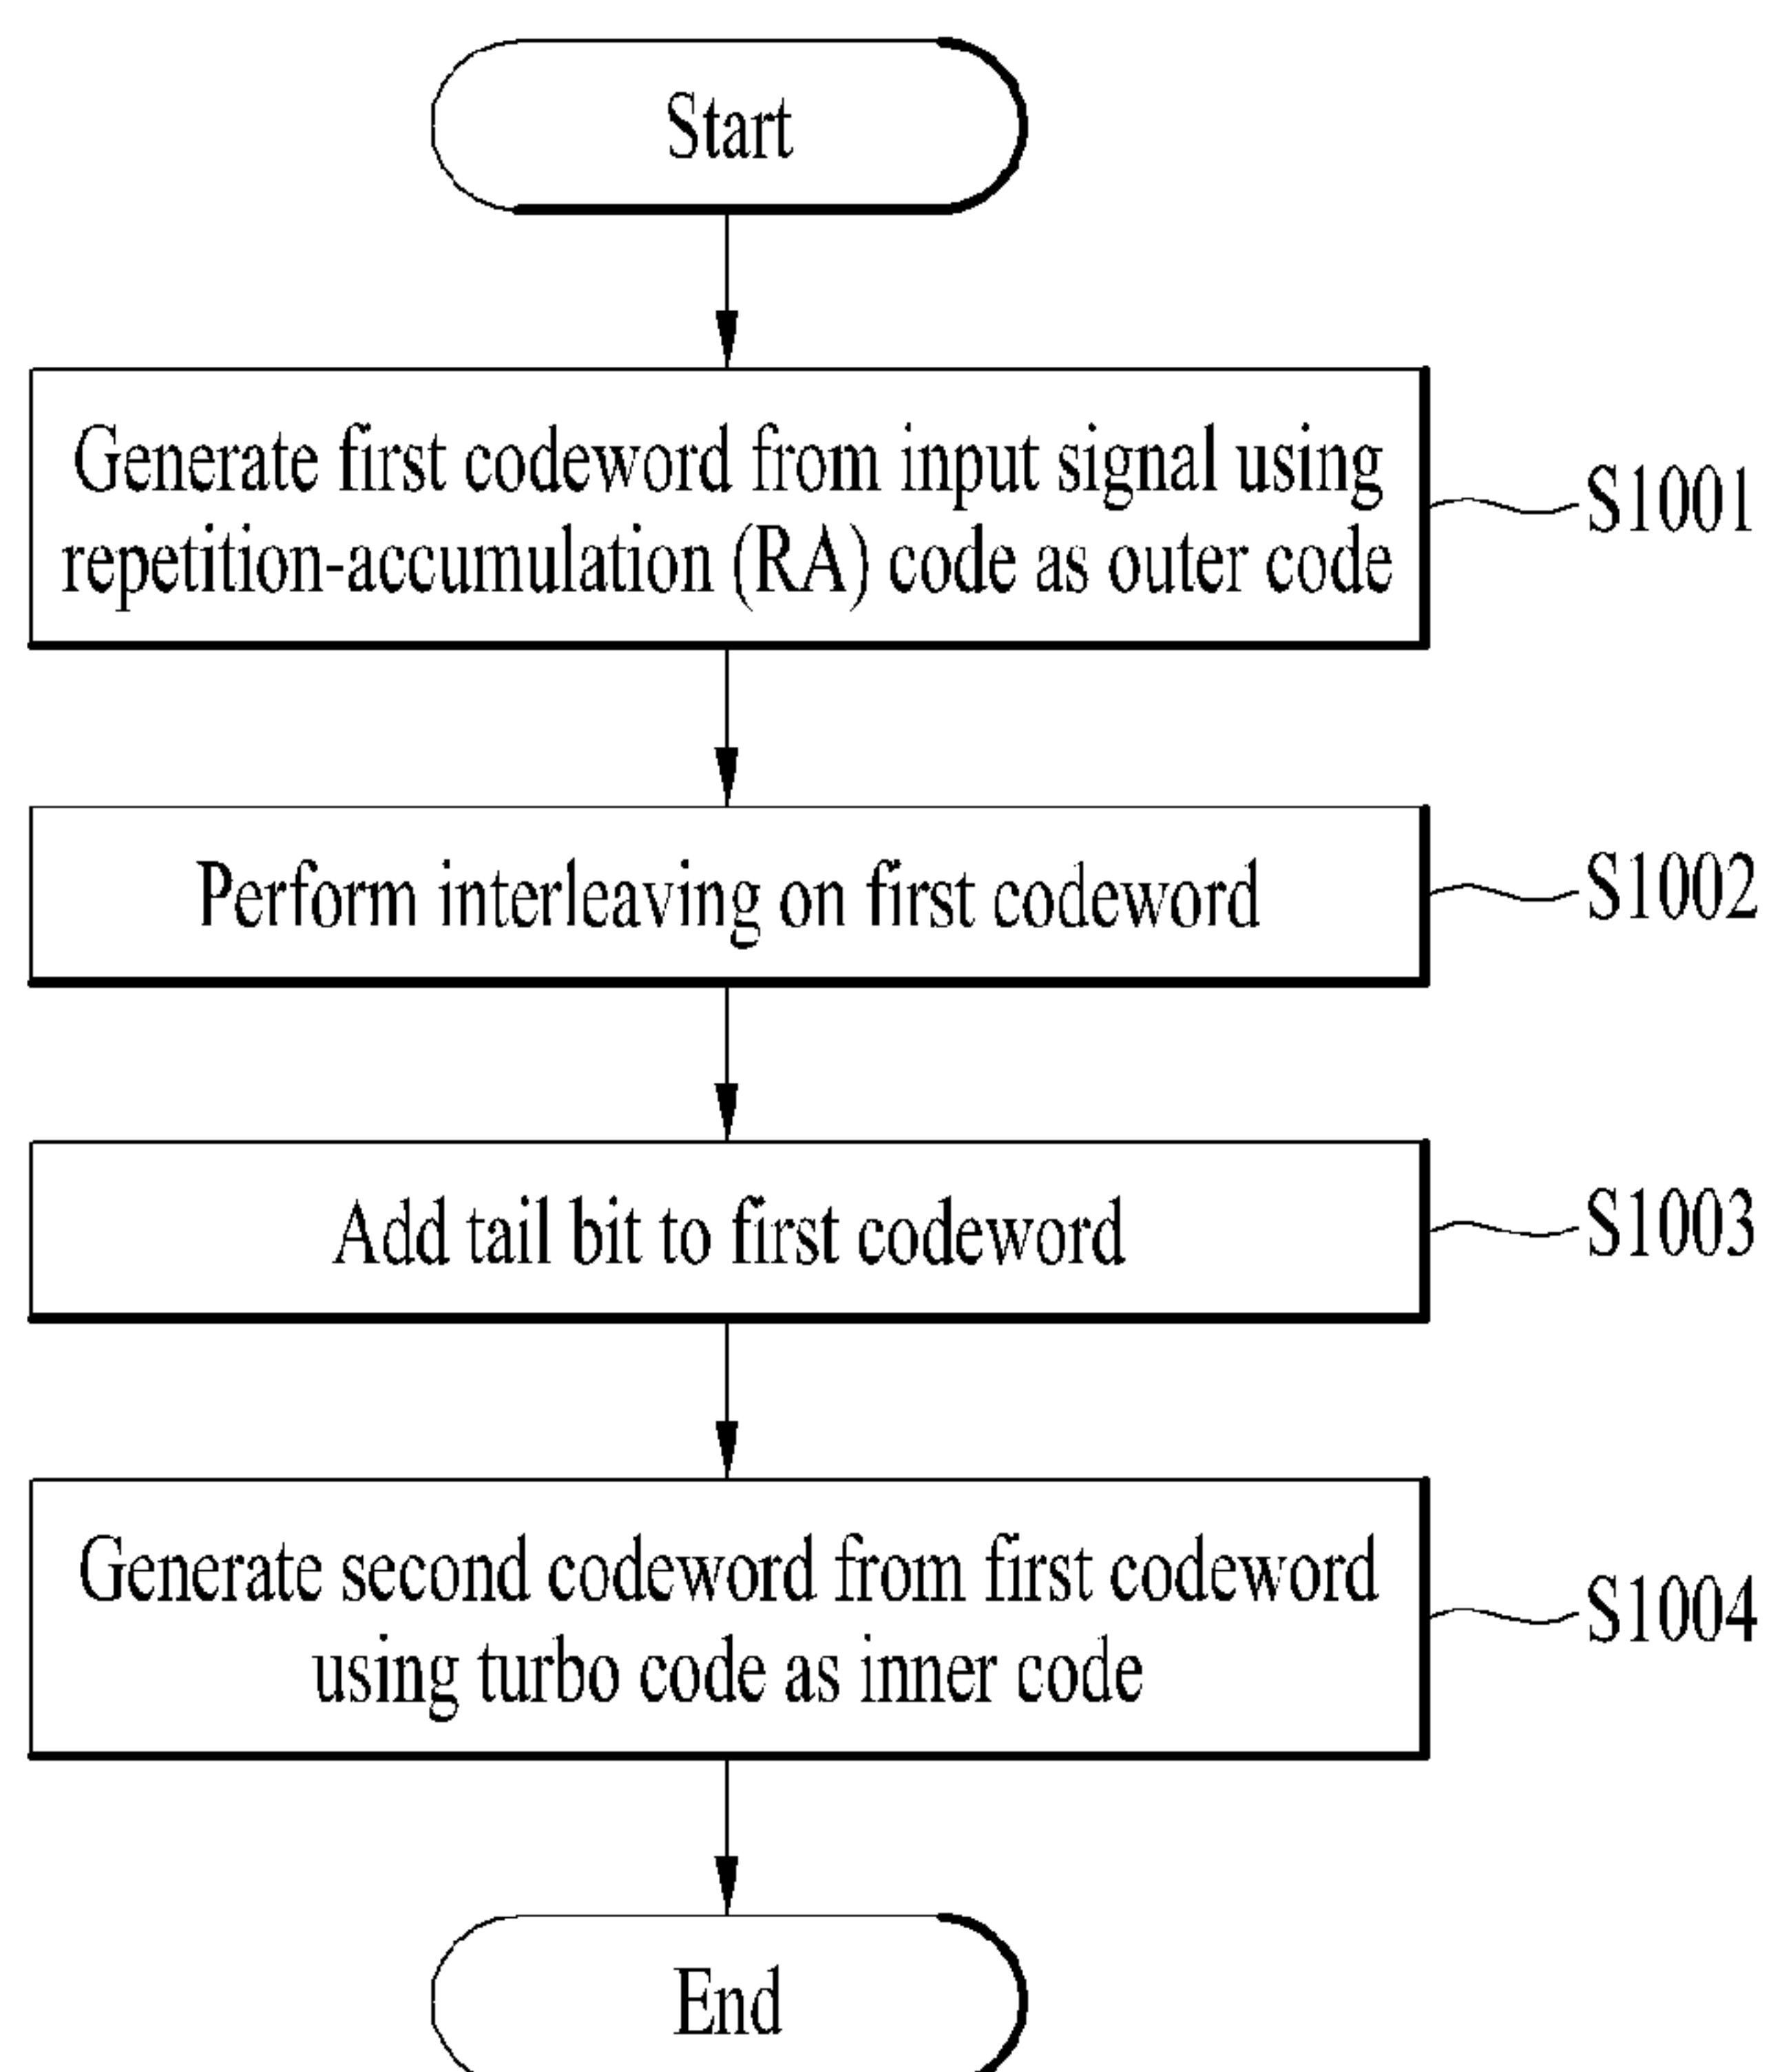 Start
Generate first codeword from input signal using
repetition-accumulation (RA) code as outer code
S1001
Perform interleaving on first codeword
S1002
Add tail bit to first codeword
S1003
Generate second codeword from first codeword
using turbo code as inner code
S1004
End